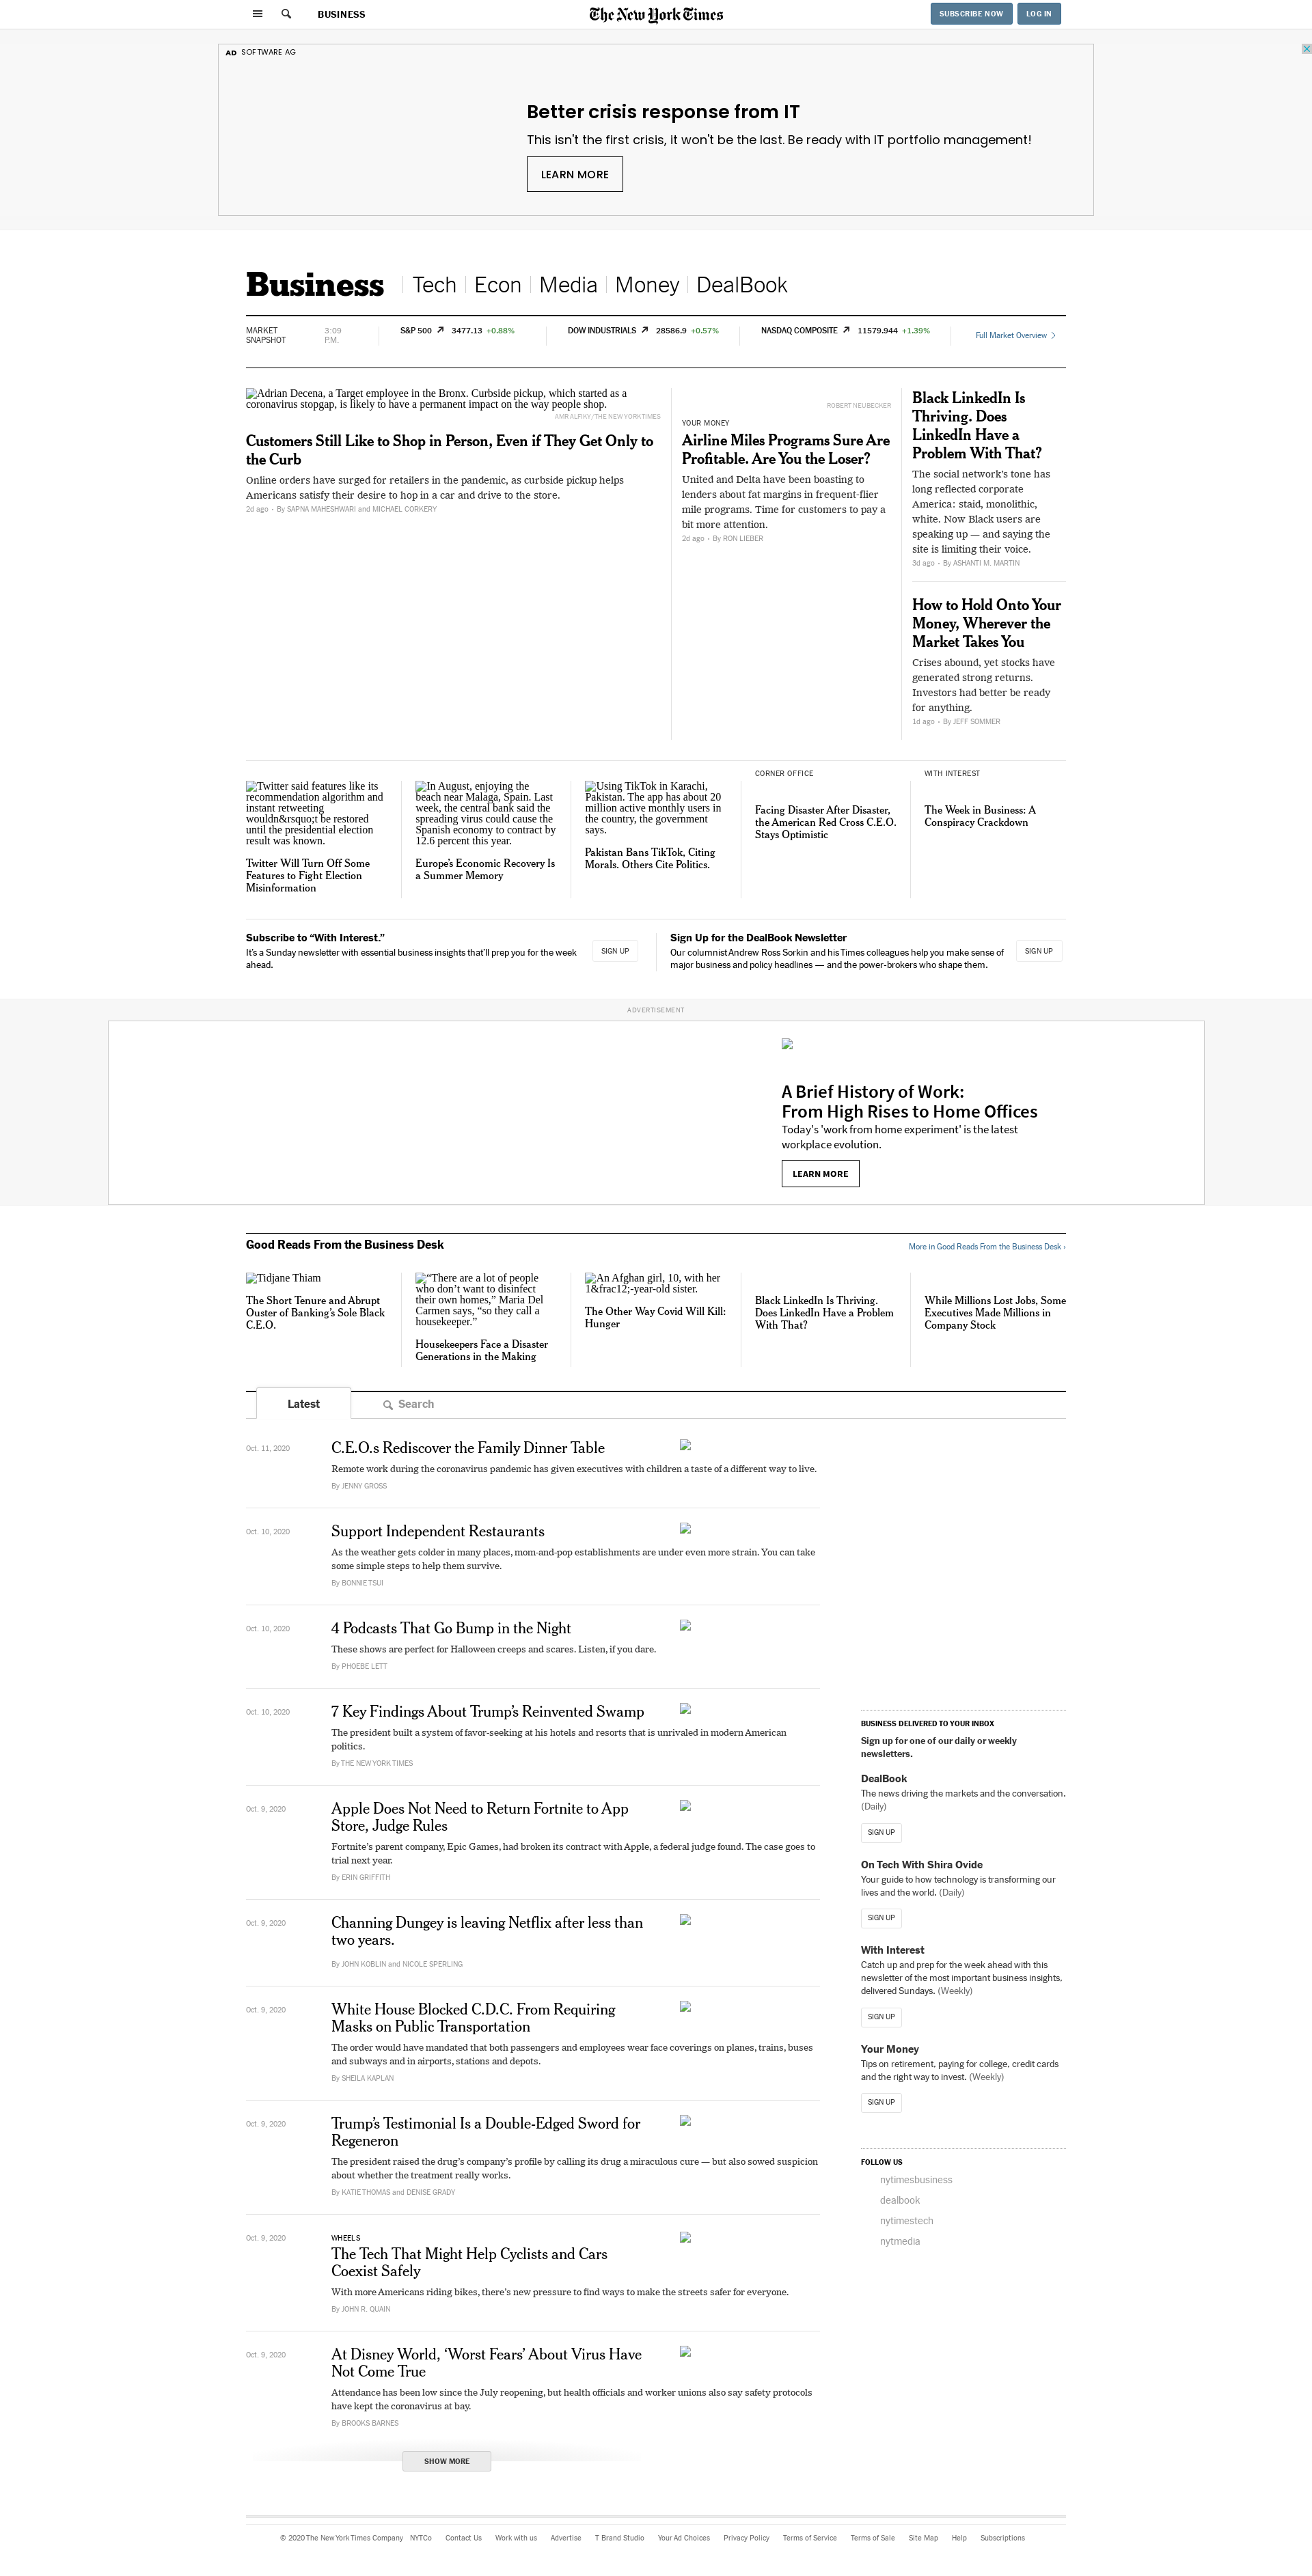 BUSINESS
The New York Times
SUBSCRIBE NOW
LOG IN
AD SOFTWARE AG
Better crisis response from IT
This isn't the first crisis, it won't be the last. Be ready with IT portfolio management!
LEARN MORE
Business
Tech
Econ
Media
Money
DealBook
MARKET
SNAPSHOT
3:09
P.M.
S&P 500 3477.13 +0.88%
DOW INDUSTRIALS 28586.9 +0.57%
NASDAQ COMPOSITE 11579.944 +1.39%
Full Market Overview
Adrian Decena, a Target employee in the Bronx. Curbside pickup, which started as a
coronavirus stopgap, is likely to have a permanent impact on the way people shop.
AMR ALFIKY/THE NEW YORK TIMES
Customers Still Like to Shop in Person, Even if They Get Only to
the Curb
Online orders have surged for retailers in the pandemic, as curbside pickup helps
Americans satisfy their desire to hop in a car and drive to the store.
2d ago • By SAPNA MAHESHWARI and MICHAEL CORKERY
ROBERT NEUBECKER
YOUR MONEY
Airline Miles Programs Sure Are
Profitable. Are You the Loser?
United and Delta have been boasting to
lenders about fat margins in frequent-flier
mile programs. Time for customers to pay a
bit more attention.
2d ago • By RON LIEBER
Black LinkedIn Is
Thriving. Does
LinkedIn Have a
Problem With That?
The social network's tone has
long reflected corporate
America: staid, monolithic,
white. Now Black users are
speaking up — and saying the
site is limiting their voice.
3d ago • By ASHANTI M. MARTIN
How to Hold Onto Your
Money, Wherever the
Market Takes You
Crises abound, yet stocks have
generated strong returns.
Investors had better be ready
for anything.
1d ago • By JEFF SOMMER
Twitter said features like its
recommendation algorithm and
instant retweeting
wouldn&rsquo;t be restored
until the presidential election
result was known.
Twitter Will Turn Off Some
Features to Fight Election
Misinformation
In August, enjoying the
beach near Malaga, Spain. Last
week, the central bank said the
spreading virus could cause the
Spanish economy to contract by
12.6 percent this year.
Europe's Economic Recovery Is
a Summer Memory
Using TikTok in Karachi,
Pakistan. The app has about 20
million active monthly users in
the country, the government
says.
Pakistan Bans TikTok, Citing
Morals. Others Cite Politics.
CORNER OFFICE
Facing Disaster After Disaster,
the American Red Cross C.E.O.
Stays Optimistic
WITH INTEREST
The Week in Business: A
Conspiracy Crackdown
Subscribe to “With Interest.”
It's a Sunday newsletter with essential business insights that'll prep you for the week
ahead.
SIGN UP
Sign Up for the DealBook Newsletter
Our columnist Andrew Ross Sorkin and his Times colleagues help you make sense of
major business and policy headlines — and the power-brokers who shape them.
SIGN UP
ADVERTISEMENT
A Brief History of Work:
From High Rises to Home Offices
Today's 'work from home experiment' is the latest
workplace evolution.
LEARN MORE
Good Reads From the Business Desk
More in Good Reads From the Business Desk ›
Tidjane Thiam
The Short Tenure and Abrupt
Ouster of Banking's Sole Black
C.E.O.
“There are a lot of people
who don’t want to disinfect
their own homes,” Maria Del
Carmen says, “so they call a
housekeeper.”
Housekeepers Face a Disaster
Generations in the Making
An Afghan girl, 10, with her
1&frac12;-year-old sister.
The Other Way Covid Will Kill:
Hunger
Black LinkedIn Is Thriving.
Does LinkedIn Have a Problem
With That?
While Millions Lost Jobs, Some
Executives Made Millions in
Company Stock
Latest
Search
Oct. 11, 2020
C.E.O.s Rediscover the Family Dinner Table
Remote work during the coronavirus pandemic has given executives with children a taste of a different way to live.
By JENNY GROSS
Oct. 10, 2020
Support Independent Restaurants
As the weather gets colder in many places, mom-and-pop establishments are under even more strain. You can take
some simple steps to help them survive.
By BONNIE TSUI
Oct. 10, 2020
4 Podcasts That Go Bump in the Night
These shows are perfect for Halloween creeps and scares. Listen, if you dare.
By PHOEBE LETT
Oct. 10, 2020
7 Key Findings About Trump's Reinvented Swamp
The president built a system of favor-seeking at his hotels and resorts that is unrivaled in modern American
politics.
By THE NEW YORK TIMES
Oct. 9, 2020
Apple Does Not Need to Return Fortnite to App
Store, Judge Rules
Fortnite's parent company, Epic Games, had broken its contract with Apple, a federal judge found. The case goes to
trial next year.
By ERIN GRIFFITH
Oct. 9, 2020
Channing Dungey is leaving Netflix after less than
two years.
By JOHN KOBLIN and NICOLE SPERLING
Oct. 9, 2020
White House Blocked C.D.C. From Requiring
Masks on Public Transportation
The order would have mandated that both passengers and employees wear face coverings on planes, trains, buses
and subways and in airports, stations and depots.
By SHEILA KAPLAN
Oct. 9, 2020
Trump's Testimonial Is a Double-Edged Sword for
Regeneron
The president raised the drug's company's profile by calling its drug a miraculous cure — but also sowed suspicion
about whether the treatment really works.
By KATIE THOMAS and DENISE GRADY
Oct. 9, 2020
WHEELS
The Tech That Might Help Cyclists and Cars
Coexist Safely
With more Americans riding bikes, there's new pressure to find ways to make the streets safer for everyone.
By JOHN R. QUAIN
Oct. 9, 2020
At Disney World, ‘Worst Fears’ About Virus Have
Not Come True
Attendance has been low since the July reopening, but health officials and worker unions also say safety protocols
have kept the coronavirus at bay.
By BROOKS BARNES
SHOW MORE
BUSINESS DELIVERED TO YOUR INBOX
Sign up for one of our daily or weekly
newsletters.
DealBook
The news driving the markets and the conversation.
(Daily)
SIGN UP
On Tech With Shira Ovide
Your guide to how technology is transforming our
lives and the world. (Daily)
SIGN UP
With Interest
Catch up and prep for the week ahead with this
newsletter of the most important business insights,
delivered Sundays. (Weekly)
SIGN UP
Your Money
Tips on retirement, paying for college, credit cards
and the right way to invest. (Weekly)
SIGN UP
FOLLOW US
nytimesbusiness
dealbook
nytimestech
nytmedia
© 2020 The New York Times Company NYTCo Contact Us Work with us Advertise T Brand Studio Your Ad Choices Privacy Policy Terms of Service Terms of Sale Site Map Help Subscriptions